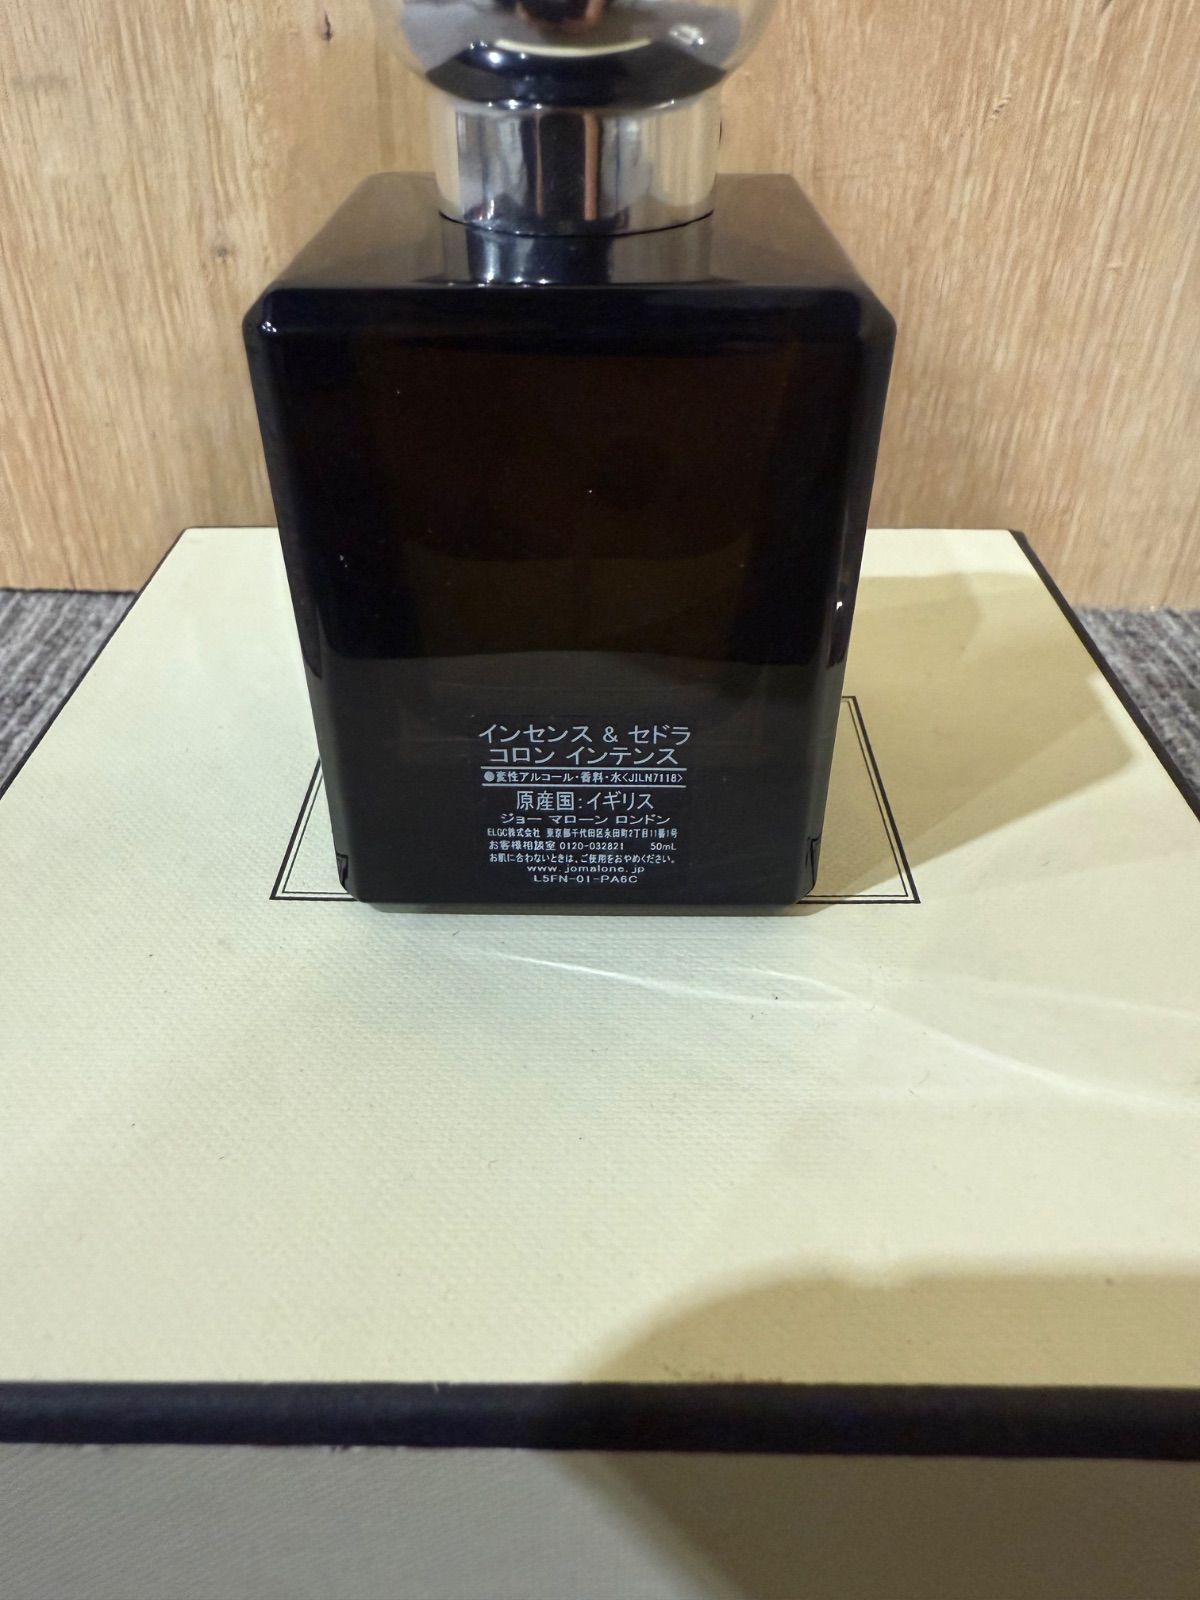 インセンス & セドラ
コロン インテンス
●変性アルコール・香料・水<JILN7118>
原産国:イギリス
ジョー マローン ロンドン
ELGC株式会社 東京都千代田区永田町2丁目11番1号
お客様相談室 0120-032821 50mL
お肌に合わないときは、ご使用をおやめください。
www.jomalone.jp
L5FN-01-PA6C